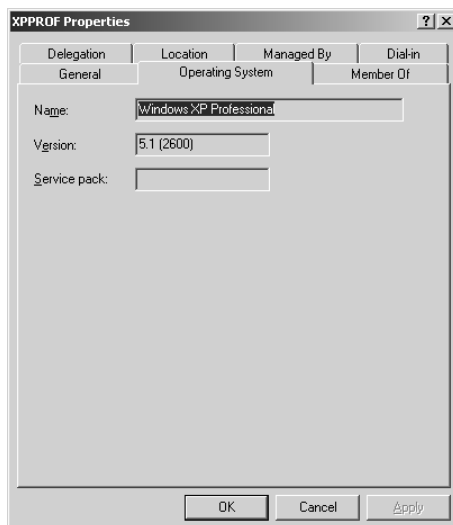 XPPROF Properties
Delegation Location Managed By Dial-in
General Operating System Member Of
Name: Windows XP Professional
Version: 5.1 (2600)
Service pack:
OK Cancel Apply